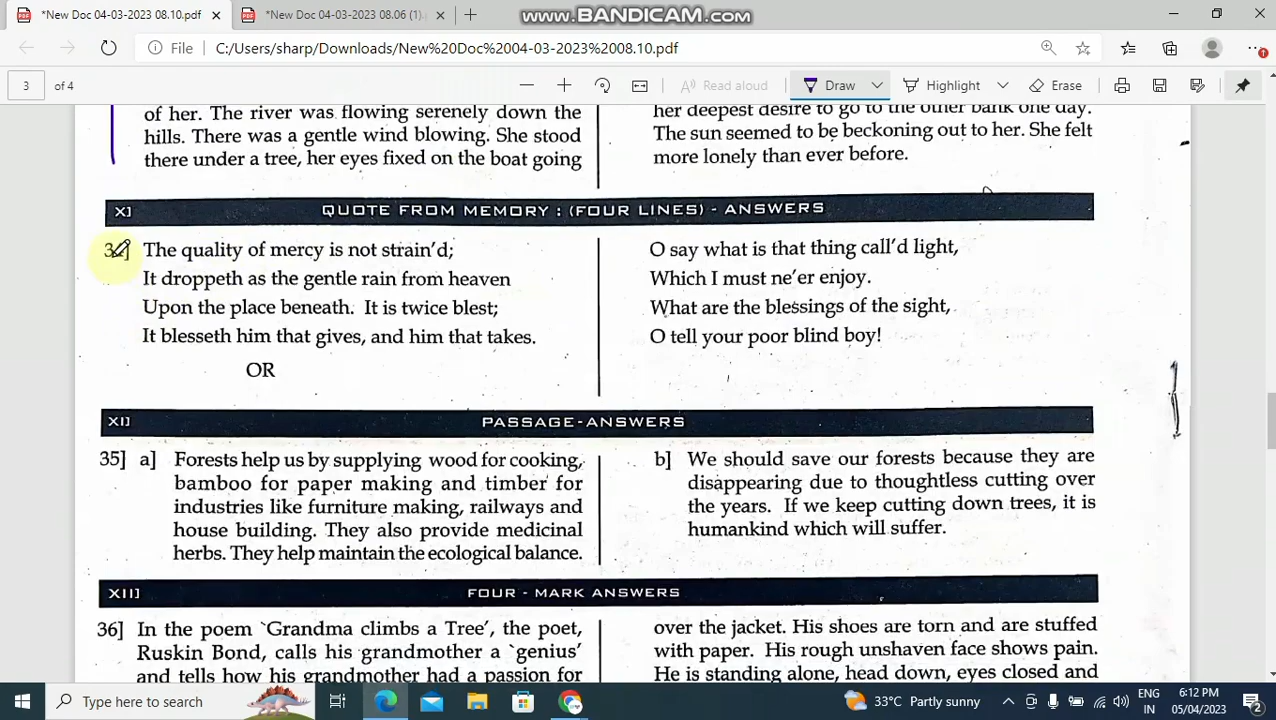 *New Doc 04-03-2023 08.10.pdf
*New Doc 04-03-2023 08.06 (1).
www.BANDICAM.com
File
C:/Users/sharp/Downloads/New%20Doc%2004-03-2023%2008.10.pdf
3
of 4
Read aloud
Draw
Highlight
Erase
of her. The river was flowing serenely down the
hills. There was a gentle wind blowing. She stood
there under a tree, her eyes fixed on the boat going
her deepest desire to go to the other bank one day.
The sun seemed to be beckoning out to her. She felt
more lonely than ever before.
XI] QUOTE FROM MEMORY : (FOUR LINES) - ANSWERS
The quality of mercy is not strain'd;
It droppeth as the gentle rain from heaven
Upon the place beneath. It is twice blest;
It blesseth him that gives, and him that takes.
OR
O say what is that thing call'd light,
Which I must ne'er enjoy.
What are the blessings of the sight,
O tell your poor blind boy!
XII] PASSAGE-ANSWERS
35] a] Forests help us by supplying wood for cooking,
bamboo for paper making and timber for
industries like furniture making, railways and
house building. They also provide medicinal
herbs. They help maintain the ecological balance.
b] We should save our forests because they are
disappearing due to thoughtless cutting over
the years. If we keep cutting down trees, it is
humankind which will suffer.
XIII] FOUR - MARK ANSWERS
36] In the poem `Grandma climbs a Tree', the poet,
Ruskin Bond, calls his grandmother a `genius'
and tells how his grandmother had a passion for
over the jacket. His shoes are torn and are stuffed
with paper. His rough unshaven face shows pain.
He is standing alone, head down, eyes closed and
Type here to search
33°C Partly sunny
ENG
IN
6:12 PM
05/04/2023
2